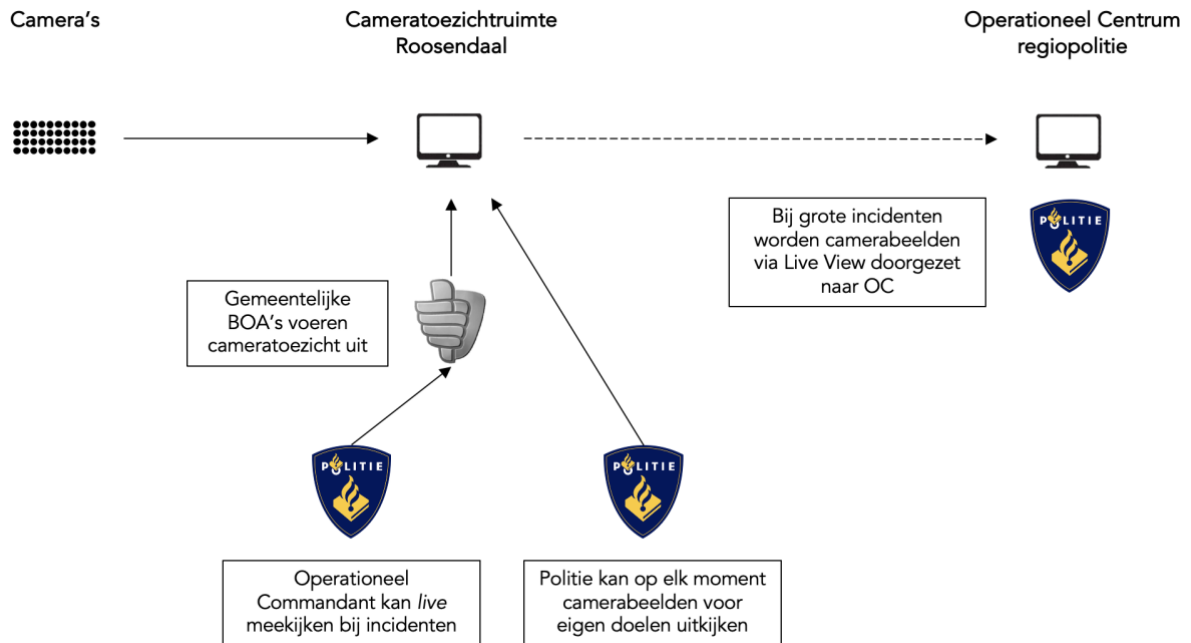 Camera's
Cameratoezichtruimte
Roosendaal
Operationeel Centrum
regiopolitie
Bij grote incidenten
worden camerabeelden
via Live View doorgezet
naar OC
POLITIE
Gemeentelijke
BOA's voeren
cameratoezicht uit
POLITIE
POLITIE
Operationeel
Commandant kan live
meekijken bij incidenten
Politie kan op elk moment
camerabeelden voor
eigen doelen uitkijken